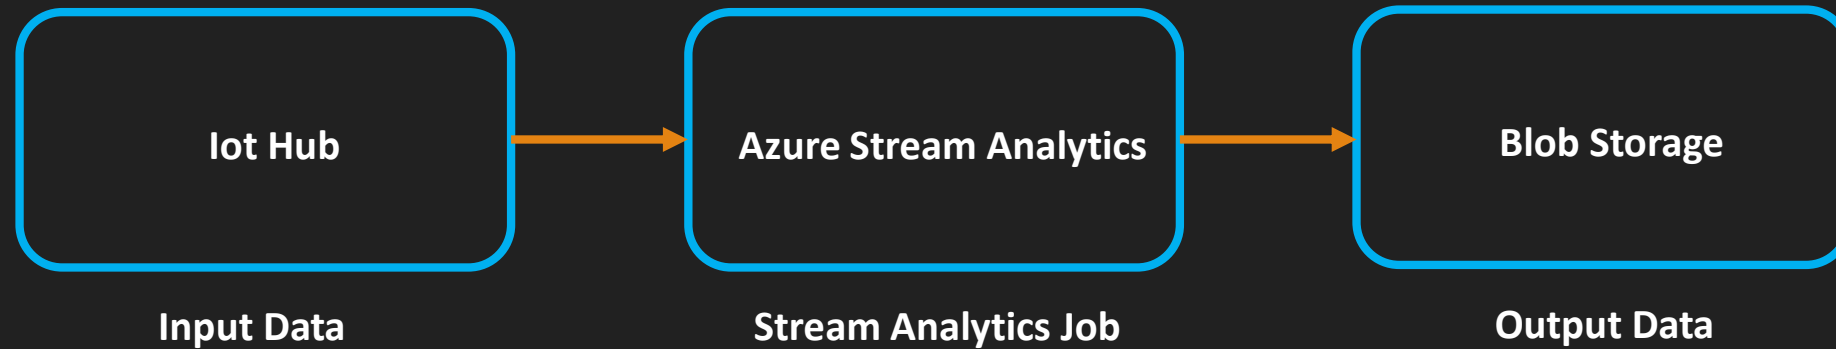 Iot Hub
Azure Stream Analytics
Blob Storage
Input Data
Stream Analytics Job
Output Data